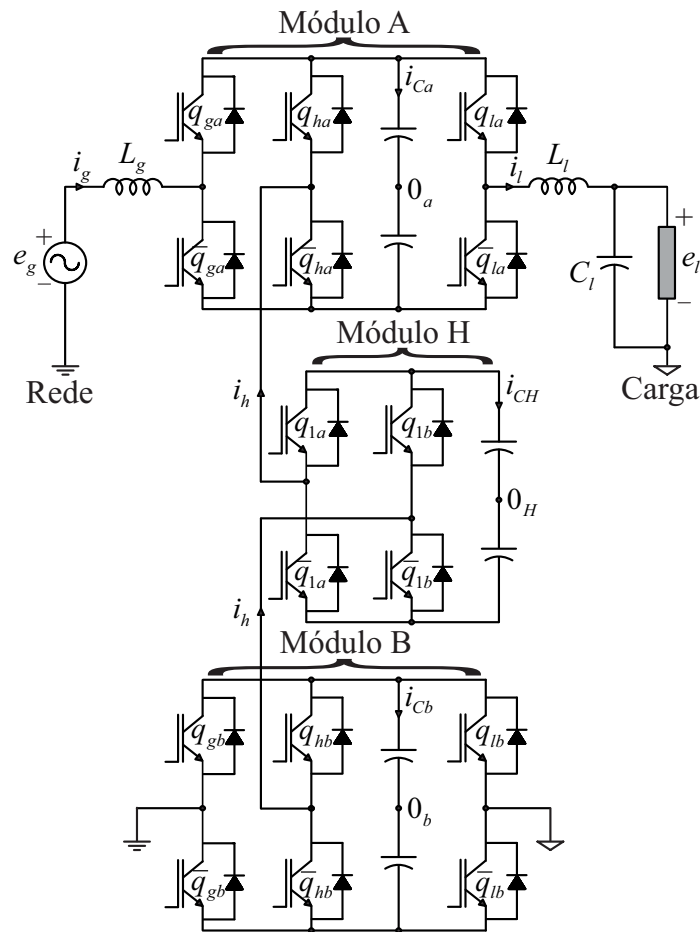 Módulo A
i_Ca
q_ga
q_ha
q_la
i_g
L_g
0_a
i_l
L_l
e_g
+
−
q̅_ga
q̅_ha
q̅_la
C_l
+
e_l
−
Rede
Módulo H
Carga
i_h
q_1a
q_1b
i_CH
0_H
q̅_1a
q̅_1b
i_h
Módulo B
i_Cb
q_gb
q_hb
q_lb
0_b
q̅_gb
q̅_hb
q̅_lb